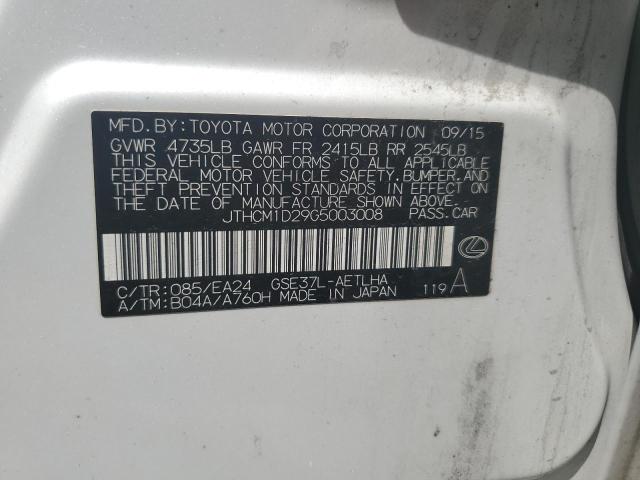 MFD.BY:TOYOTA MOTOR CORPORATION 09/15
GVWR 4735LB GAWR FR 2415LB RR 2545LB
THIS VEHICLE CONFORMS TO ALL APPLICABLE
FEDERAL MOTOR VEHICLE SAFETY,BUMPER,AND
THEFT PREVENTION STANDARDS IN EFFECT ON
THE DATE OF MANUFACTURE SHOWN ABOVE.
JTHCM1D29G5003008 PASS.CAR
C/TR:085/EA24 GSE37L-AETLHA
A/TM:B04A/A760H MADE IN JAPAN 119 A